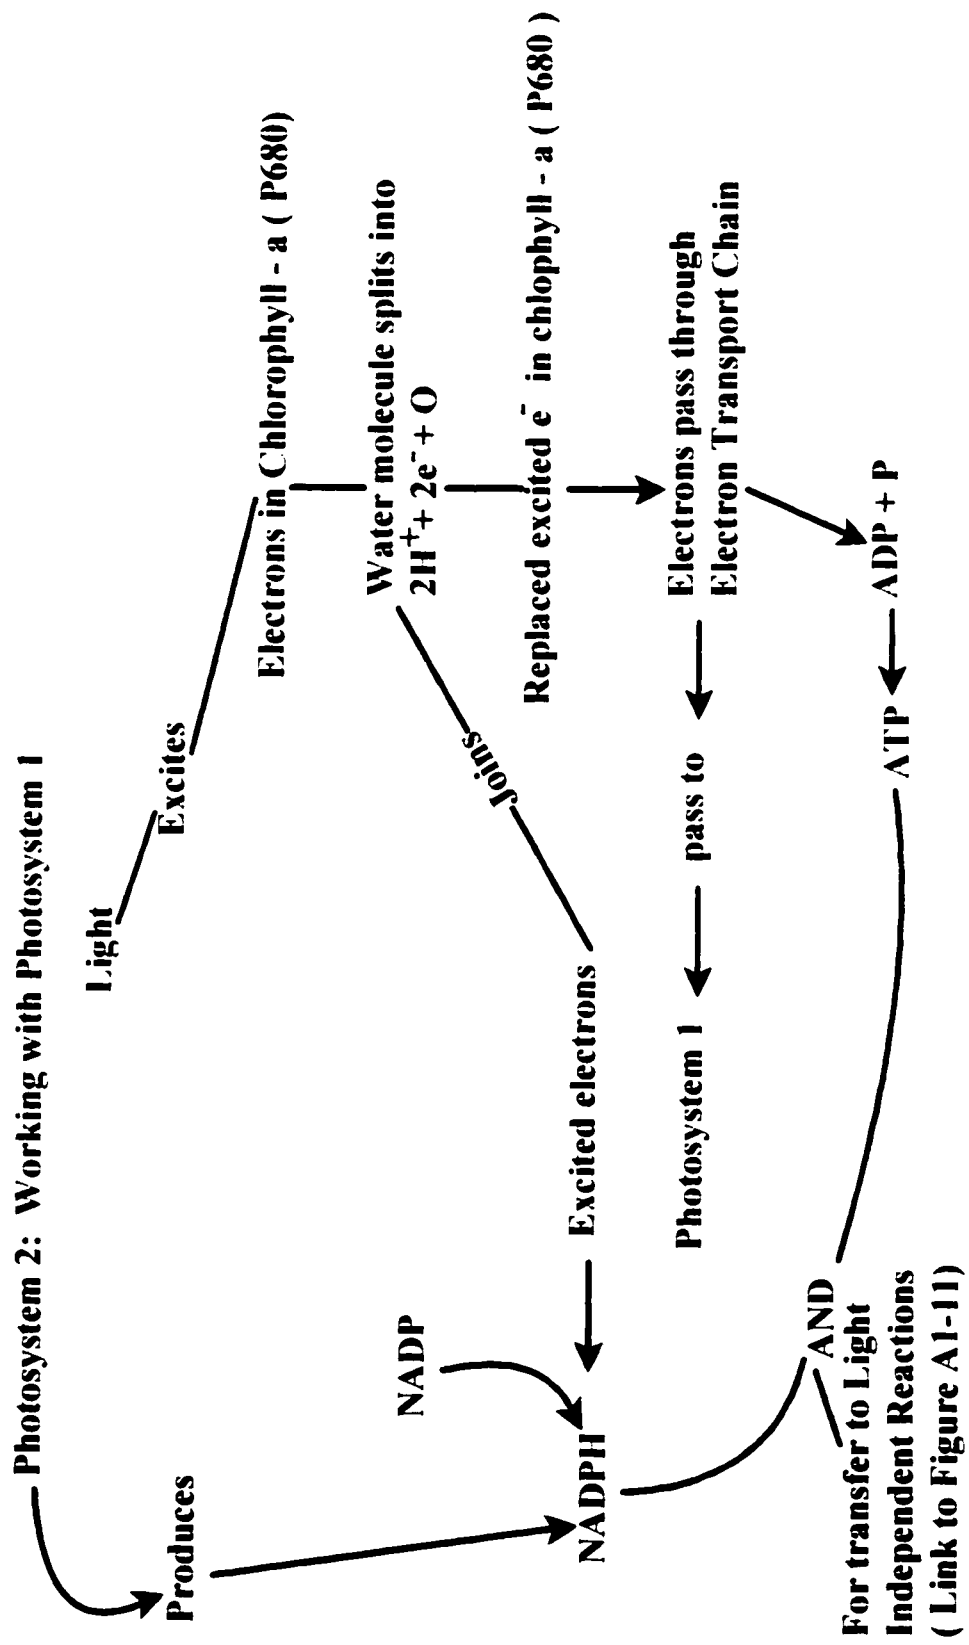 Photosystem 2: Working with Photosystem 1
Light
Excites
Electrons in Chlorophyll - a ( P680)
Produces
NADP
Joins
Water molecule splits into
2H⁺+ 2e⁻+ O
NADPH
Excited electrons
Replaced excited e⁻ in chlophyll - a ( P680 )
Photosystem 1
pass to
Electrons pass through
Electron Transport Chain
AND
ATP
ADP + P
For transfer to Light
Independent Reactions
( Link to Figure A1-11)